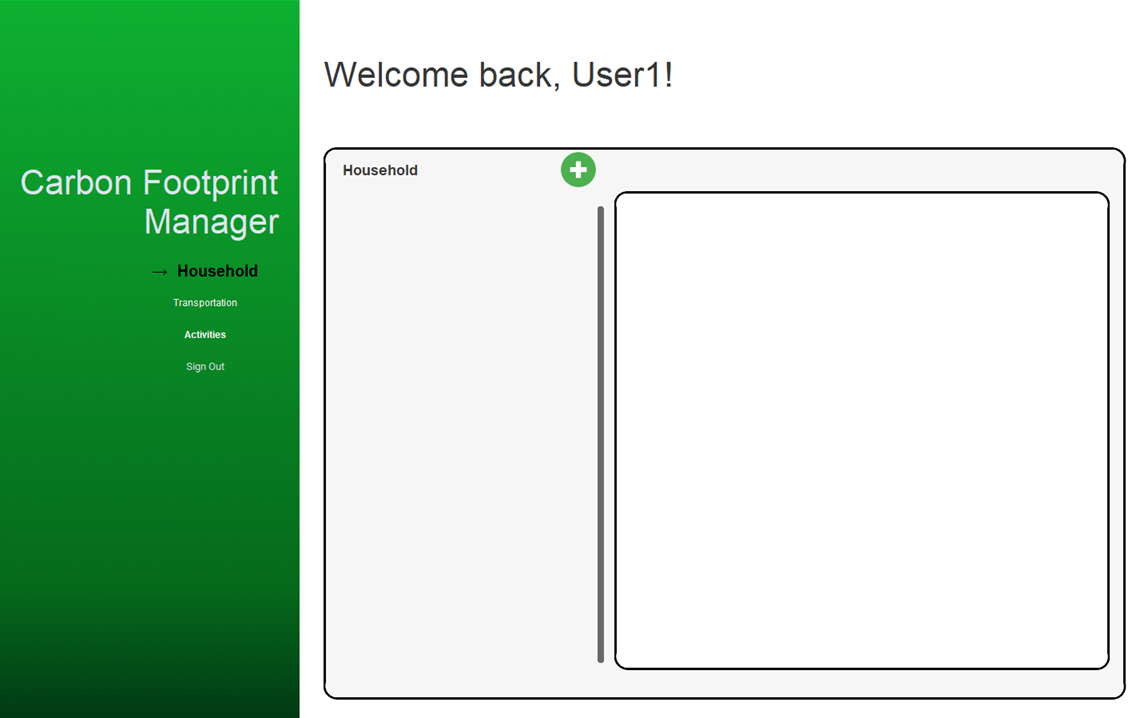 Carbon Footprint
Manager
→ Household
Transportation
Activities
Sign Out
Welcome back, User1!
Household